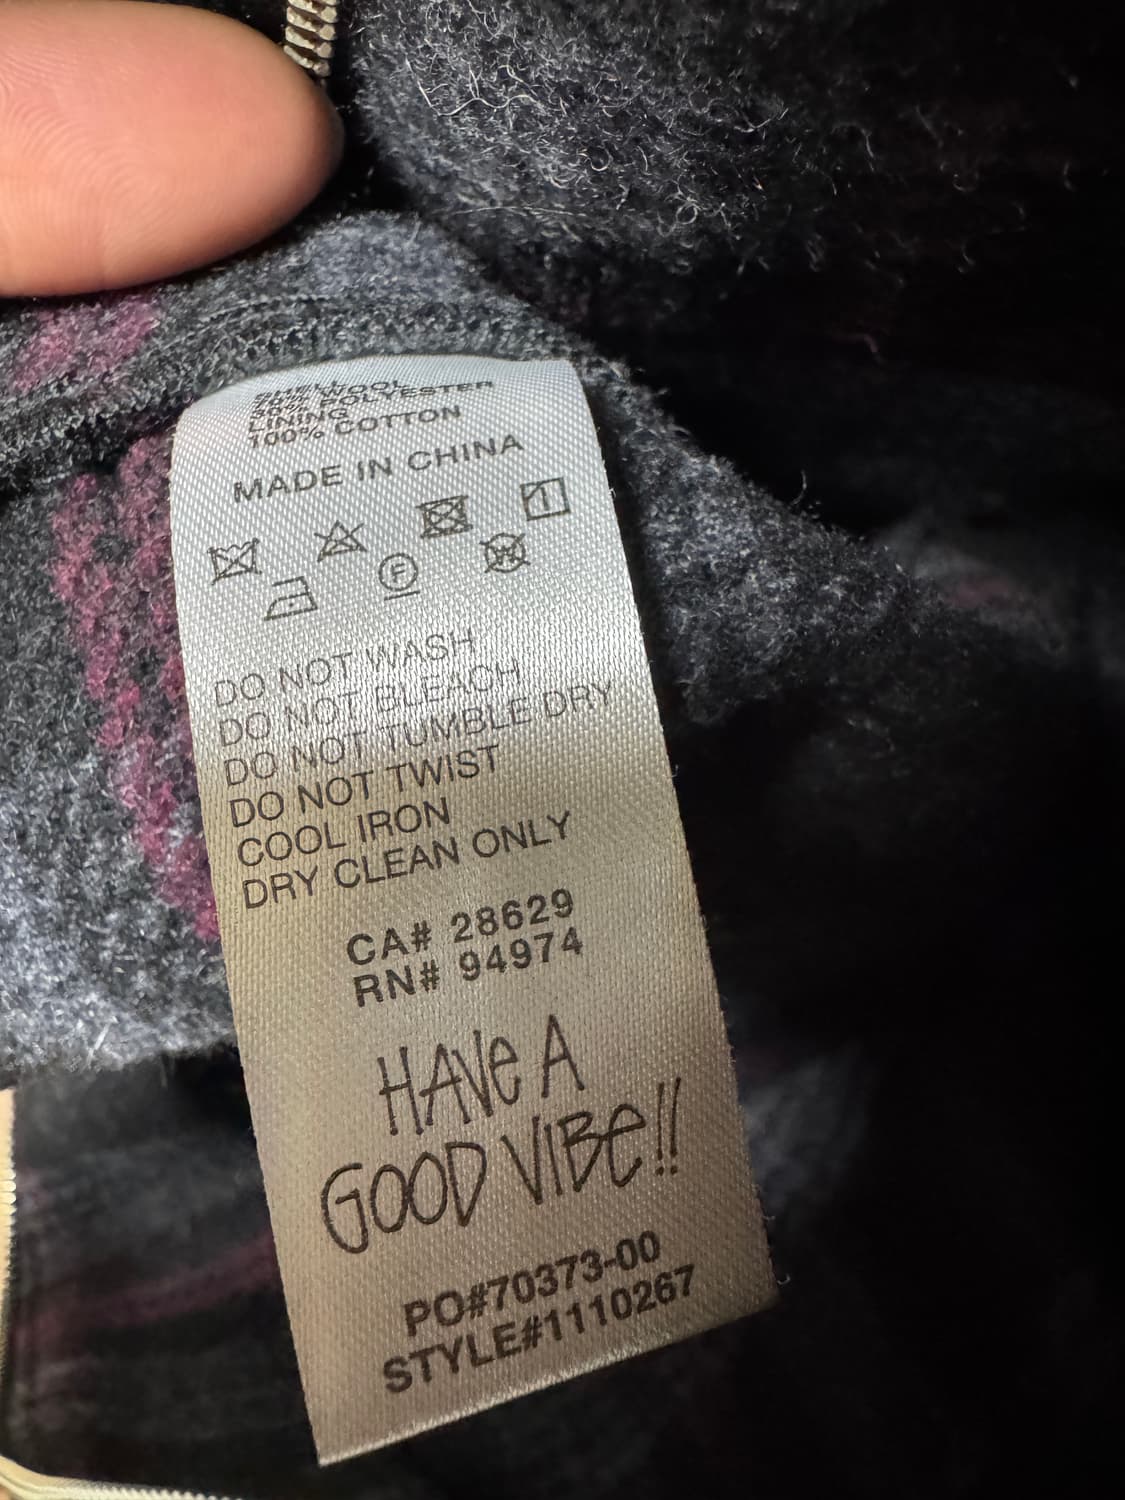 SHELL
50% WOOL
50% POLYESTER
LINING
100% COTTON
MADE IN CHINA
F
W
DO NOT WASH
DO NOT BLEACH
DO NOT TUMBLE DRY
DO NOT TWIST
COOL IRON
DRY CLEAN ONLY
CA# 28629
RN# 94974
HAVe A
GOOD VIBe!!
PO#70373-00
STYLE#1110267